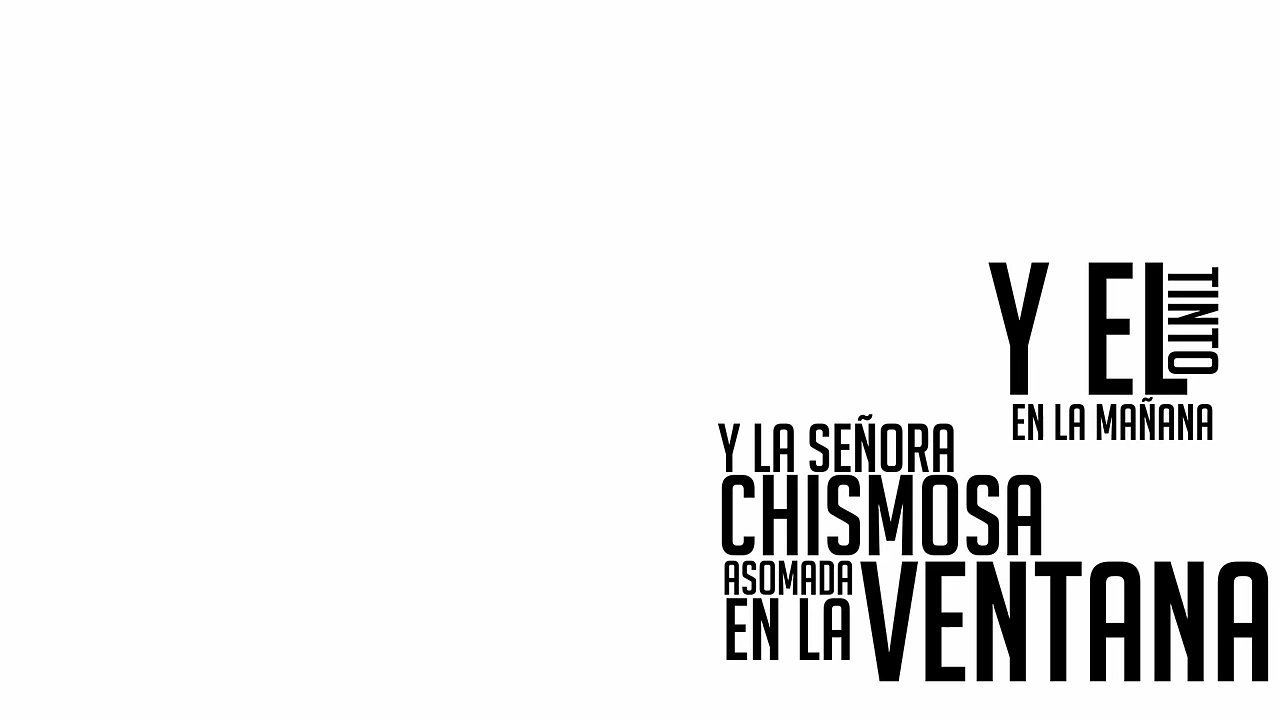 Y EL
TINTO
EN LA MAÑANA
Y LA SEÑORA
CHISMOSA
ASOMADA
EN LA
VENTANA